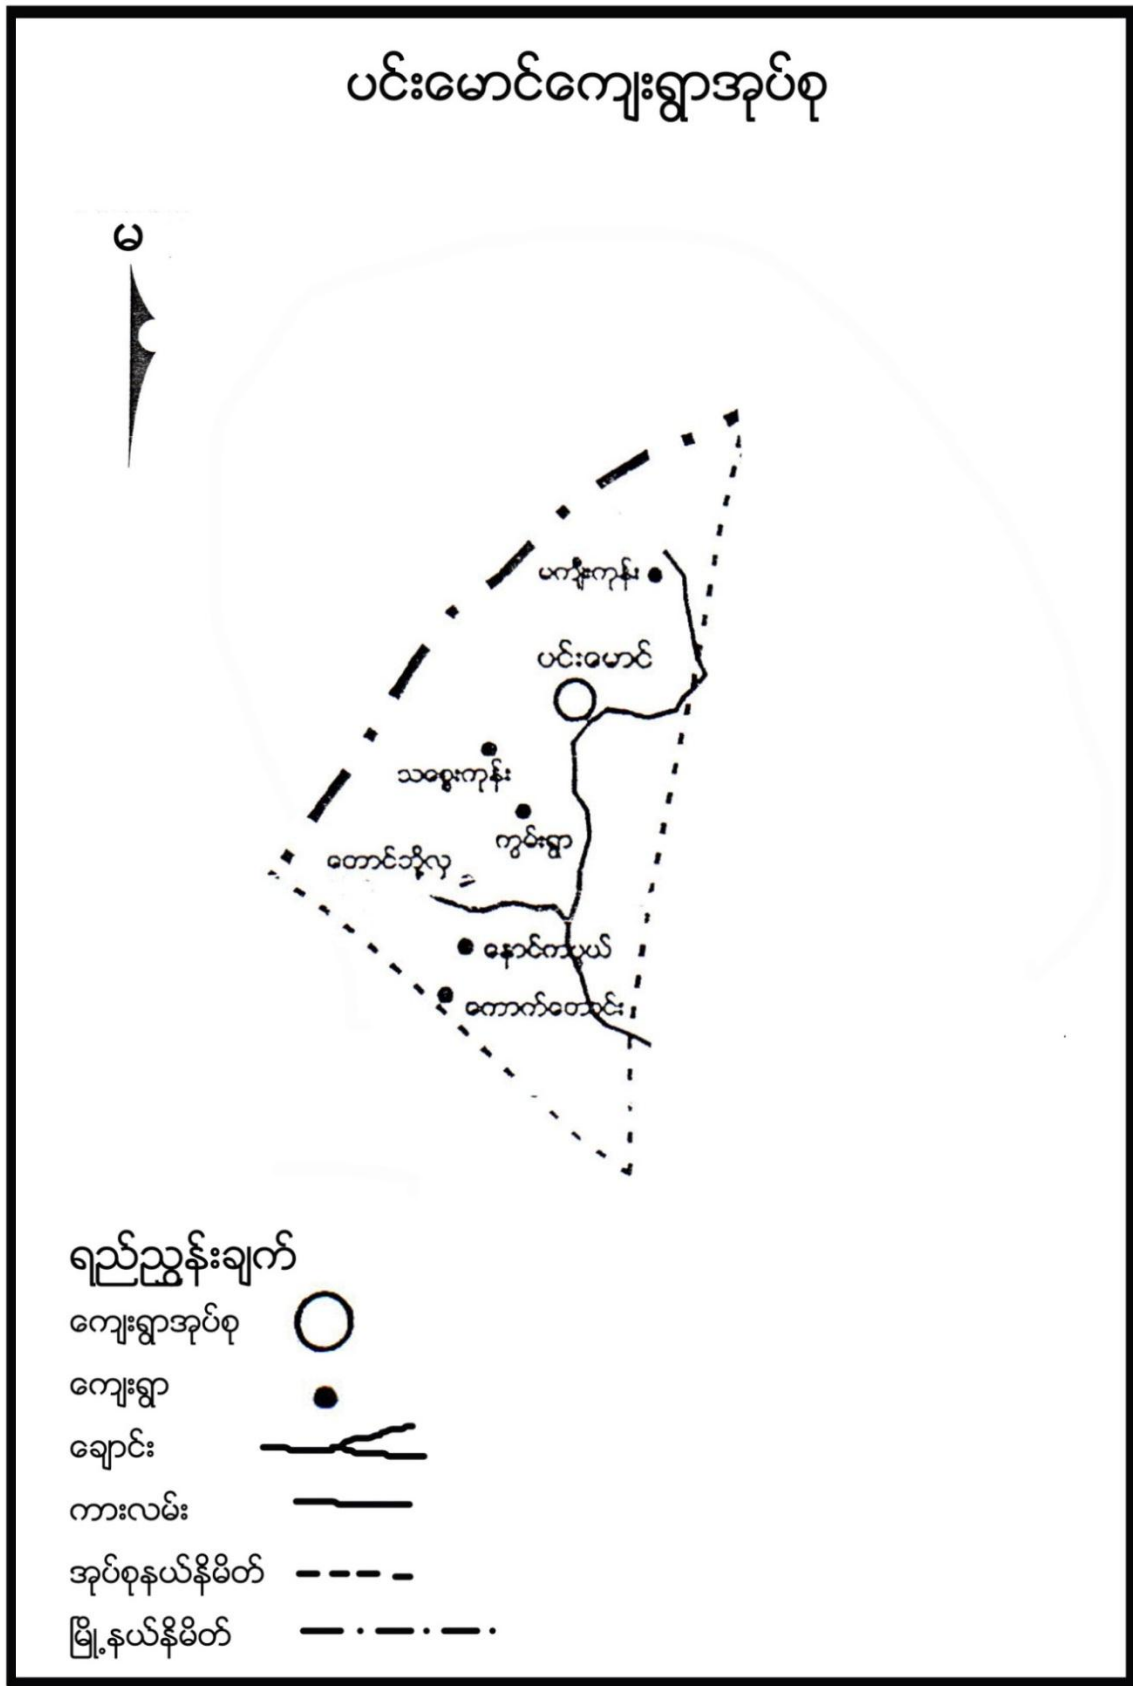 ပင်းမောင်ကျေးရွာအုပ်စု
မ
မကျီးကုန်း
ပင်းမောင်
သစွေးကုန်း
ကွမ်းရွာ
တောင်ဘိုလှ
နောင်ကပွယ်
ကောက်တောင်း
ရည်ညွှန်းချက်
ကျေးရွာအုပ်စု
ကျေးရွာ
ချောင်း
ကားလမ်း
အုပ်စုနယ်နိမိတ်
မြို့နယ်နိမိတ်